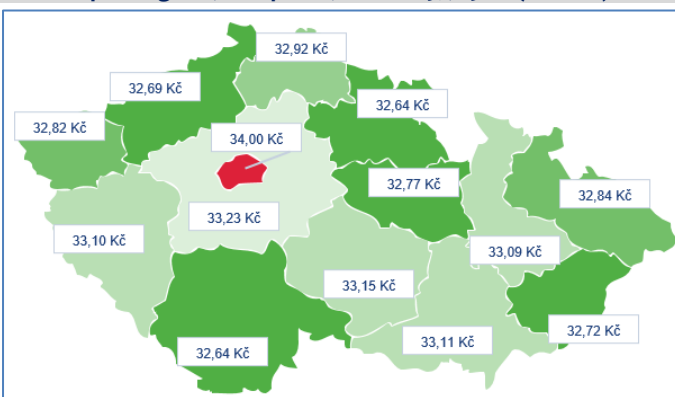 32,92 Kč
32,69 Kč
32,64 Kč
32,82 Kč
34,00 Kč
32,77 Kč
32,84 Kč
33,23 Kč
33,10 Kč
33,09 Kč
33,15 Kč
32,72 Kč
33,11 Kč
32,64 Kč